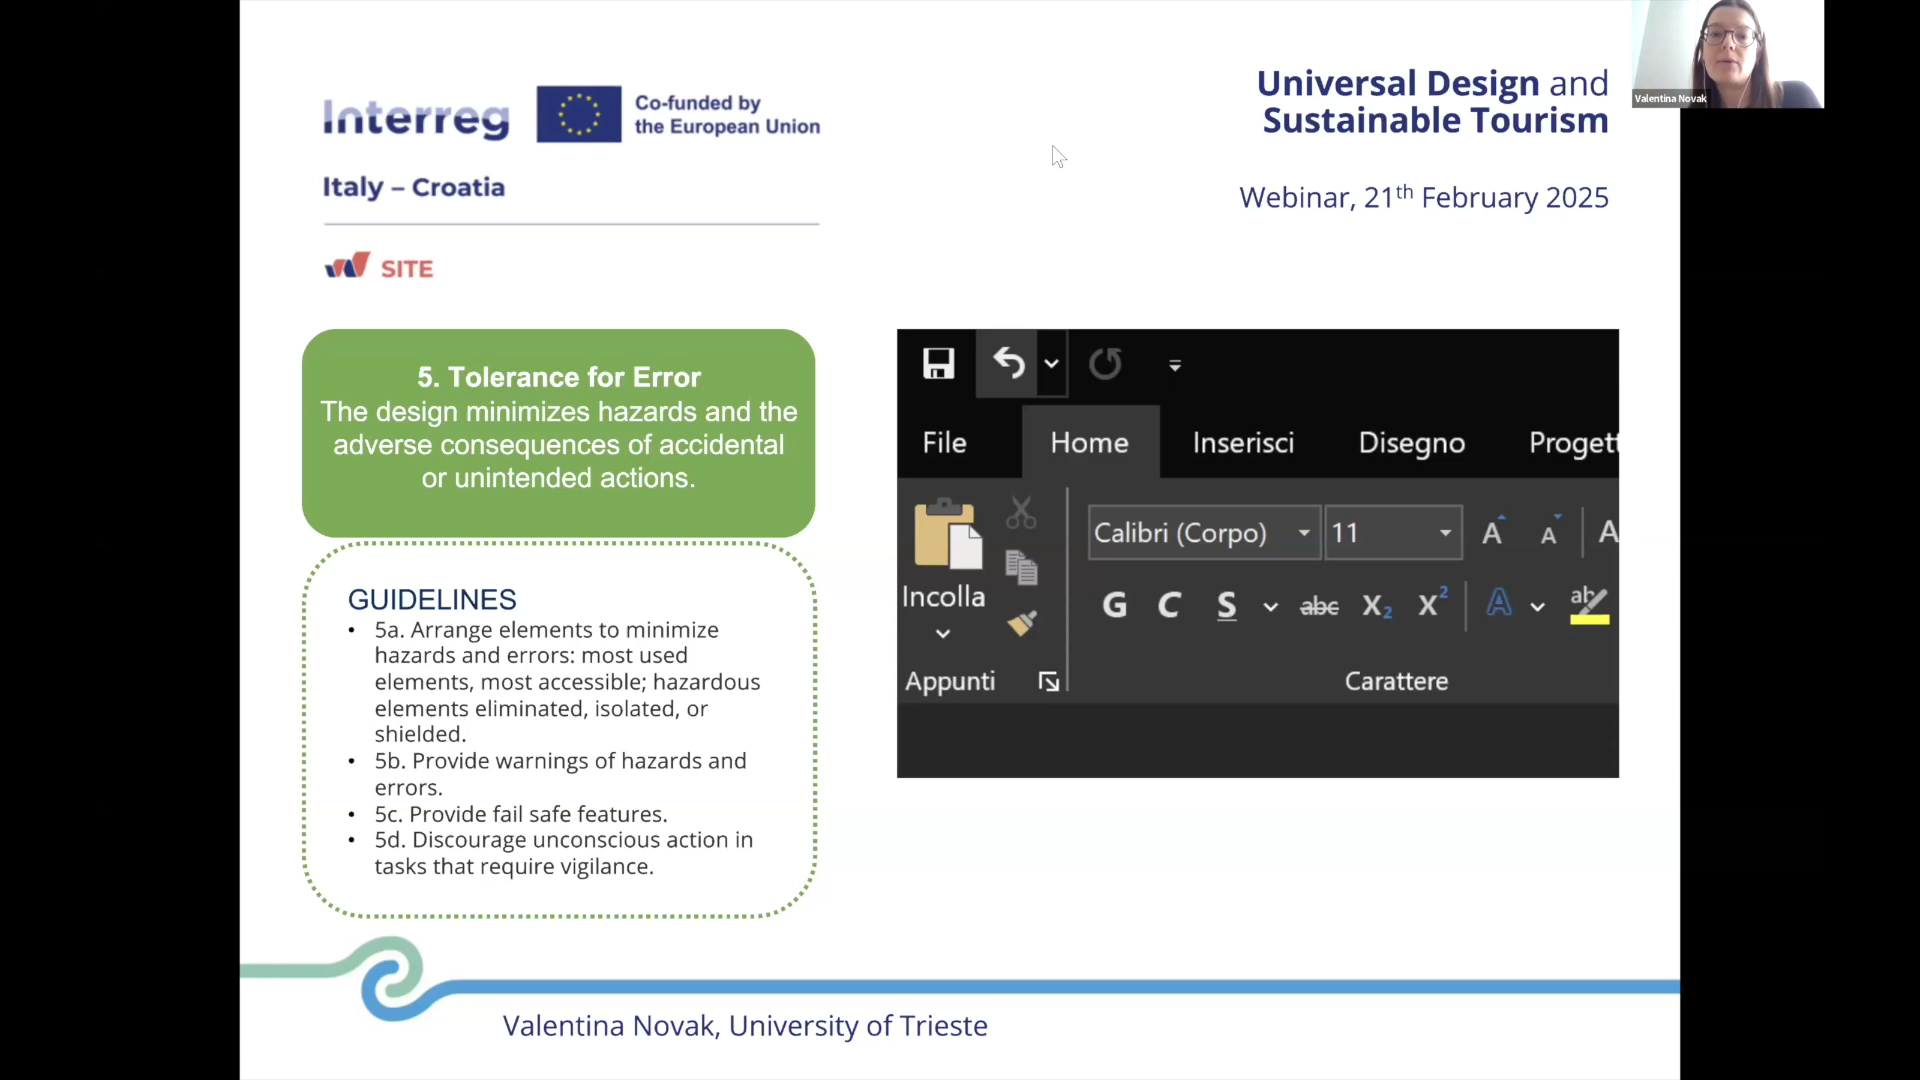 Interreg
Co-funded by
the European Union
Italy – Croatia
SITE
Universal Design and
Sustainable Tourism
Webinar, 21th February 2025
Valentina Novak
5. Tolerance for Error
The design minimizes hazards and the
adverse consequences of accidental
or unintended actions.
GUIDELINES
• 5a. Arrange elements to minimize
hazards and errors: most used
elements, most accessible; hazardous
elements eliminated, isolated, or
shielded.
• 5b. Provide warnings of hazards and
errors.
• 5c. Provide fail safe features.
• 5d. Discourage unconscious action in
tasks that require vigilance.
File Home Inserisci Disegno Progett
Calibri (Corpo) 11 A A A
Incolla
G C S abc X2 X2 A ab
Appunti Carattere
Valentina Novak, University of Trieste